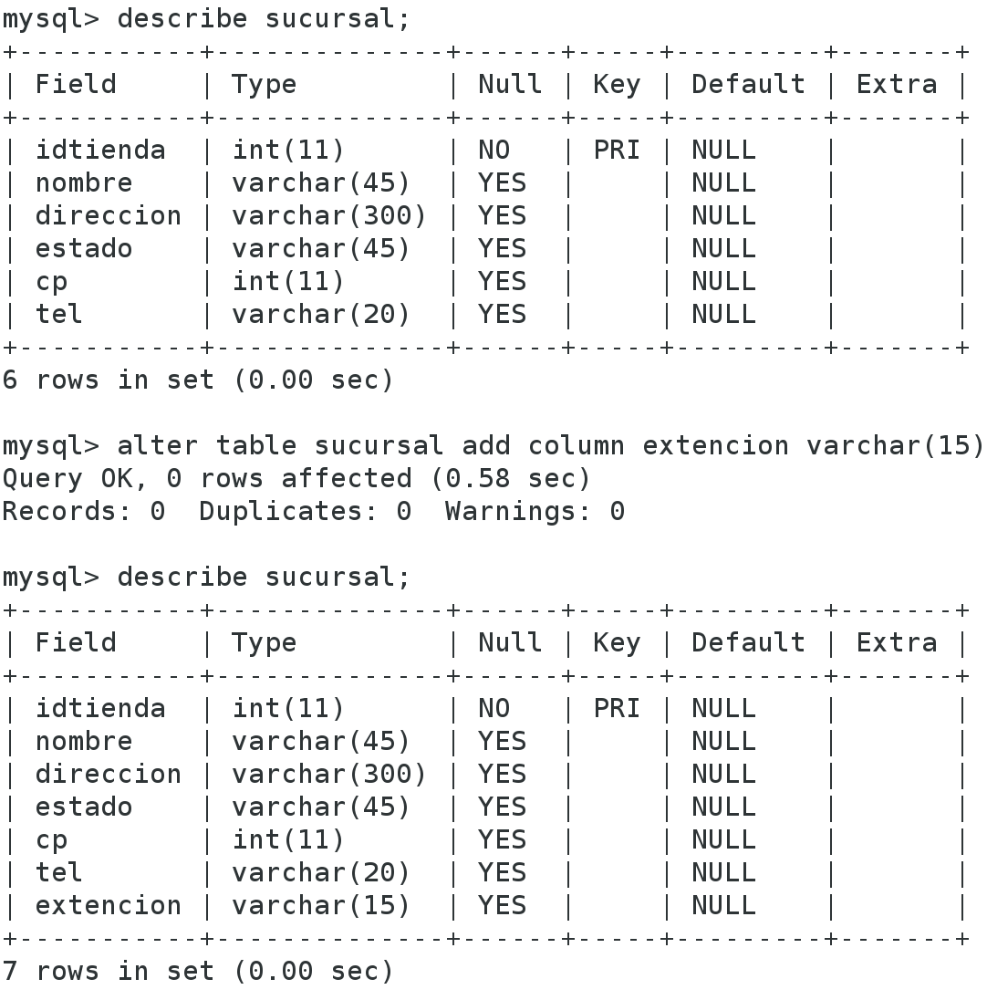 mysql> describe sucursal;
+-----------+--------------+------+-----+---------+-------+
| Field     | Type         | Null | Key | Default | Extra |
+-----------+--------------+------+-----+---------+-------+
| idtienda  | int(11)      | NO   | PRI | NULL    |       |
| nombre    | varchar(45)  | YES  |     | NULL    |       |
| direccion | varchar(300) | YES  |     | NULL    |       |
| estado    | varchar(45)  | YES  |     | NULL    |       |
| cp        | int(11)      | YES  |     | NULL    |       |
| tel       | varchar(20)  | YES  |     | NULL    |       |
+-----------+--------------+------+-----+---------+-------+
6 rows in set (0.00 sec)

mysql> alter table sucursal add column extencion varchar(15)
Query OK, 0 rows affected (0.58 sec)
Records: 0  Duplicates: 0  Warnings: 0

mysql> describe sucursal;
+-----------+--------------+------+-----+---------+-------+
| Field     | Type         | Null | Key | Default | Extra |
+-----------+--------------+------+-----+---------+-------+
| idtienda  | int(11)      | NO   | PRI | NULL    |       |
| nombre    | varchar(45)  | YES  |     | NULL    |       |
| direccion | varchar(300) | YES  |     | NULL    |       |
| estado    | varchar(45)  | YES  |     | NULL    |       |
| cp        | int(11)      | YES  |     | NULL    |       |
| tel       | varchar(20)  | YES  |     | NULL    |       |
| extencion | varchar(15)  | YES  |     | NULL    |       |
+-----------+--------------+------+-----+---------+-------+
7 rows in set (0.00 sec)